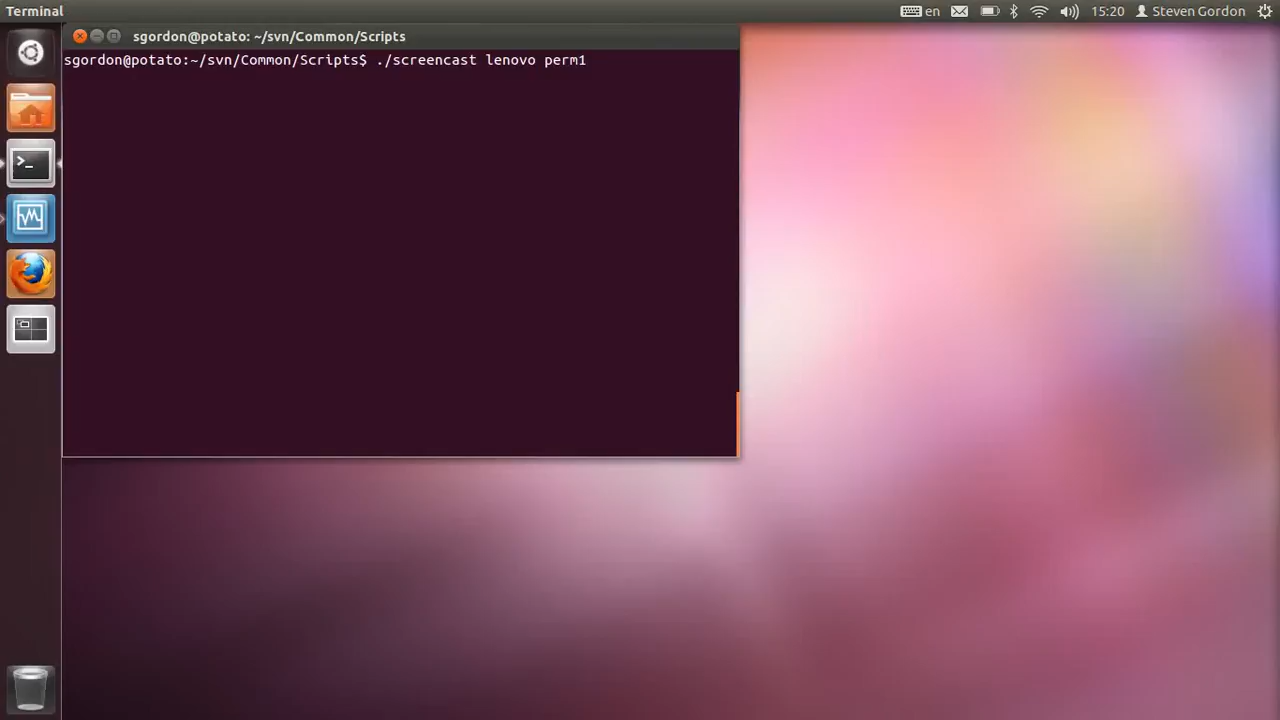 Terminal
en
15:20
Steven Gordon
sgordon@potato: ~/svn/Common/Scripts
sgordon@potato:~/svn/Common/Scripts$ ./screencast lenovo perm1